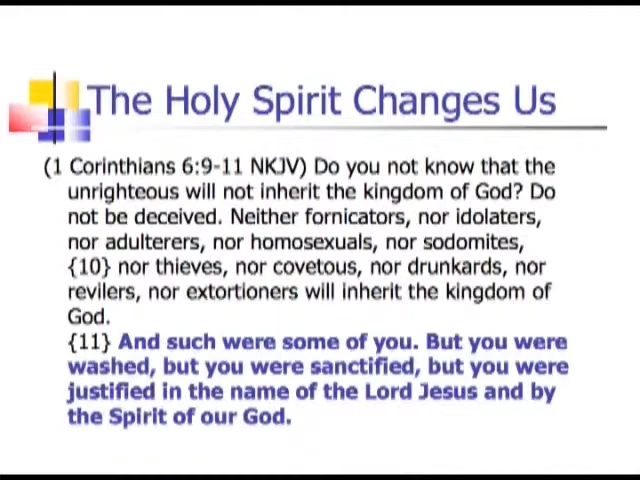 The Holy Spirit Changes Us
(1 Corinthians 6:9-11 NKJV) Do you not know that the
unrighteous will not inherit the kingdom of God? Do
not be deceived. Neither fornicators, nor idolaters,
nor adulterers, nor homosexuals, nor sodomites,
{10} nor thieves, nor covetous, nor drunkards, nor
revilers, nor extortioners will inherit the kingdom of
God.
{11} And such were some of you. But you were
washed, but you were sanctified, but you were
justified in the name of the Lord Jesus and by
the Spirit of our God.